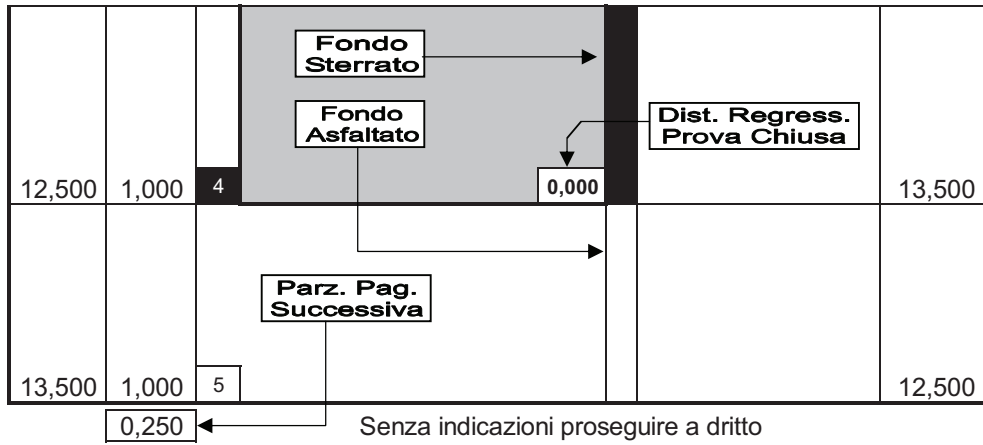 Fondo
Sterrato
Fondo
Asfaltato
Dist. Regress.
Prova Chiusa
12,500 1,000 4 0,000 13,500
Parz. Pag.
Successiva
13,500 1,000 5 12,500
0,250 Senza indicazioni proseguire a dritto